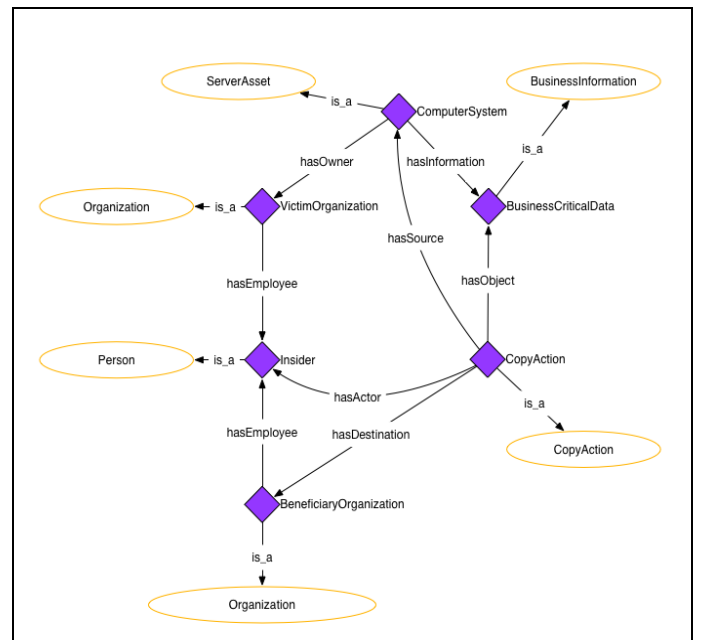 ServerAsset
BusinessInformation
is_a
ComputerSystem
is_a
hasOwner
hasInformation
Organization
is_a
VictimOrganization
BusinessCriticalData
hasSource
hasEmployee
hasObject
Person
is_a
Insider
CopyAction
hasActor
is_a
hasEmployee
hasDestination
CopyAction
BeneficiaryOrganization
is_a
Organization